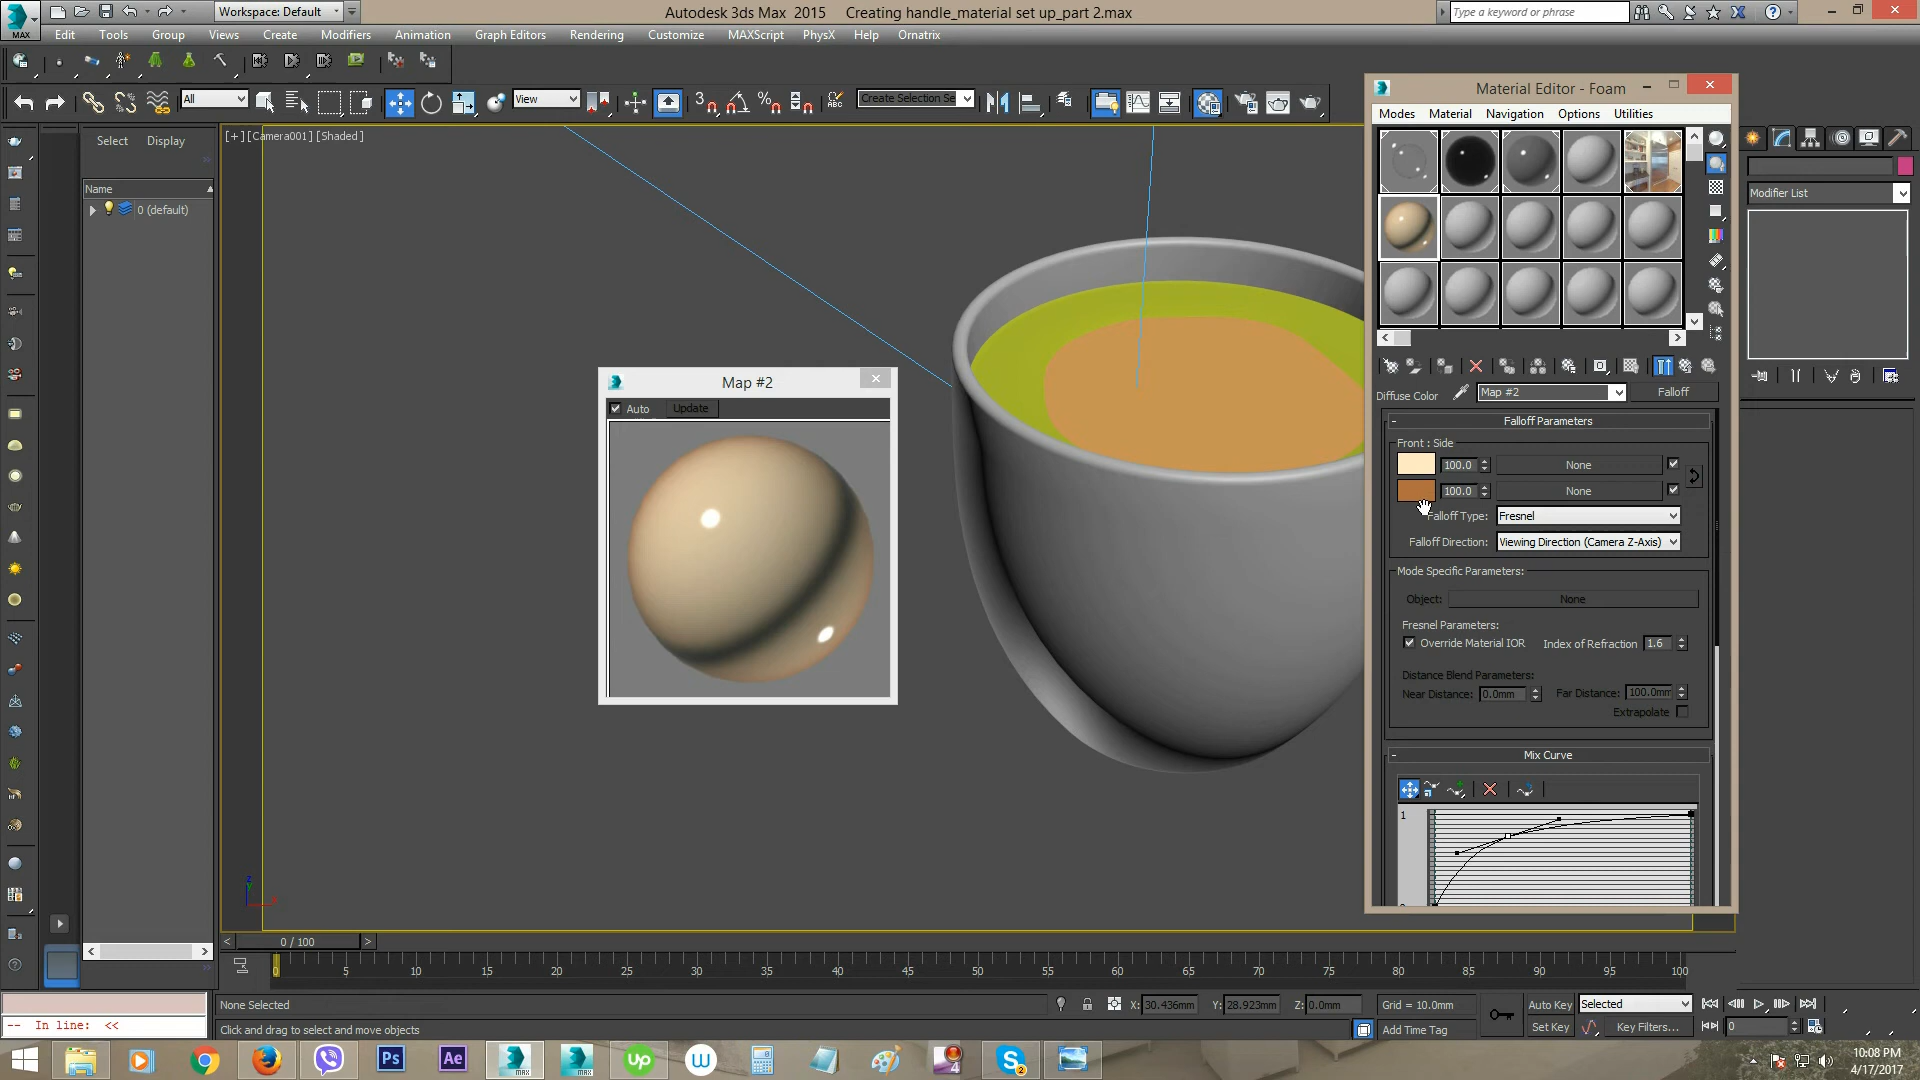 Workspace: Default
Autodesk 3ds Max 2015 Creating handle_material set up_part 2.max
Type a keyword or phrase
MAX
Edit Tools Group Views Create Modifiers Animation Graph Editors Rendering Customize MAXScript PhysX Help Ornatrix
All
View
3
Create Selection Se
Select Display
Name
0 (default)
[+] [Camera001] [Shaded]
Map #2
Auto Update
Material Editor - Foam
Modes Material Navigation Options Utilities
Diffuse Color Map #2 Falloff
Falloff Parameters
Front : Side
100.0 None
100.0 None
Falloff Type: Fresnel
Falloff Direction: Viewing Direction (Camera Z-Axis)
Mode Specific Parameters:
Object: None
Fresnel Parameters:
Override Material IOR Index of Refraction 1.6
Distance Blend Parameters:
Near Distance: 0.0mm Far Distance: 100.0mm
Extrapolate
Mix Curve
1
Modifier List
0 / 100
0 5 10 15 20 25 30 35 40 45 50 55 60 65 70 75 80 85 90 95 100
None Selected
X: 30.436mm Y: 28.923mm Z: 0.0mm Grid = 10.0mm
Auto Key Selected
-- In line: <<
Click and drag to select and move objects
Add Time Tag
Set Key Key Filters... 0
Ps Ae MAX MAX up W 4 S 2
10:08 PM
4/17/2017